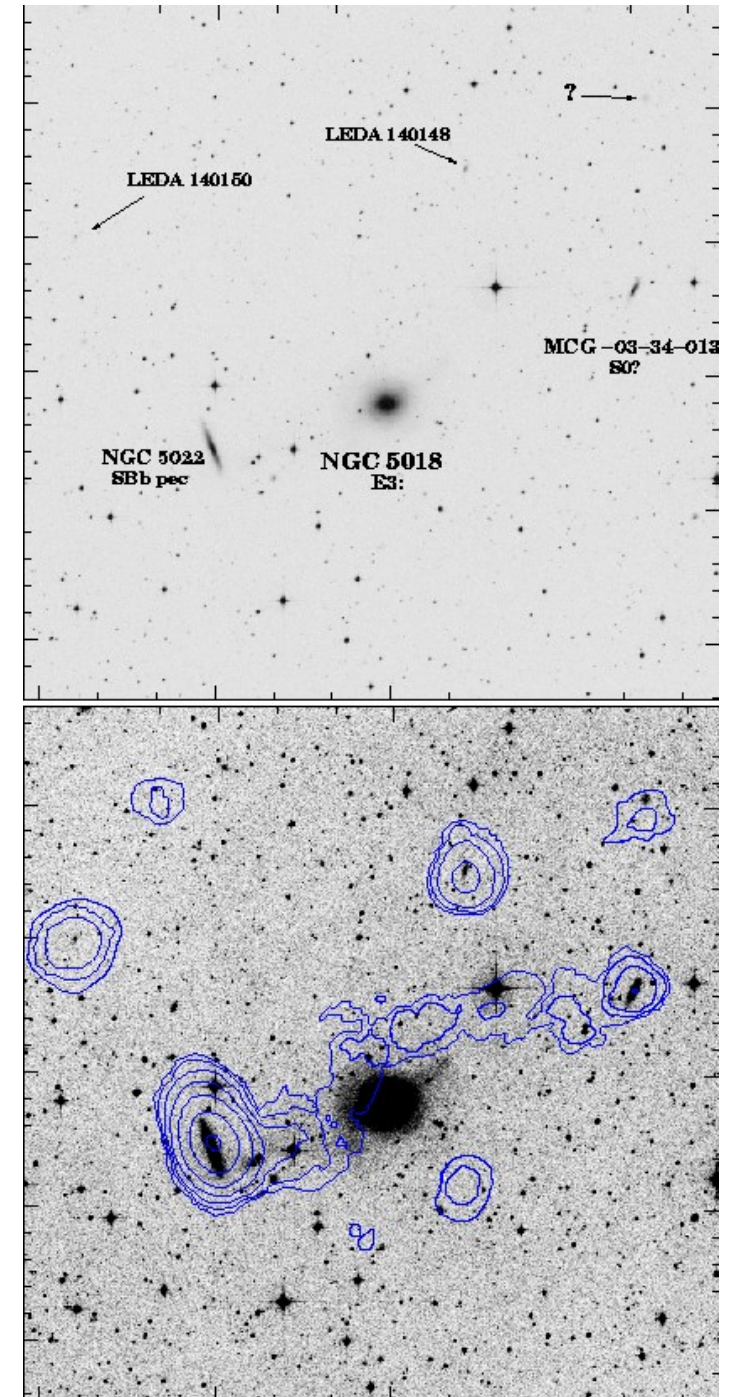 ?
LEDA 140148
LEDA 140150
MCG -03-34-013
S0?
NGC 5022
SBb pec
NGC 5018
E3: